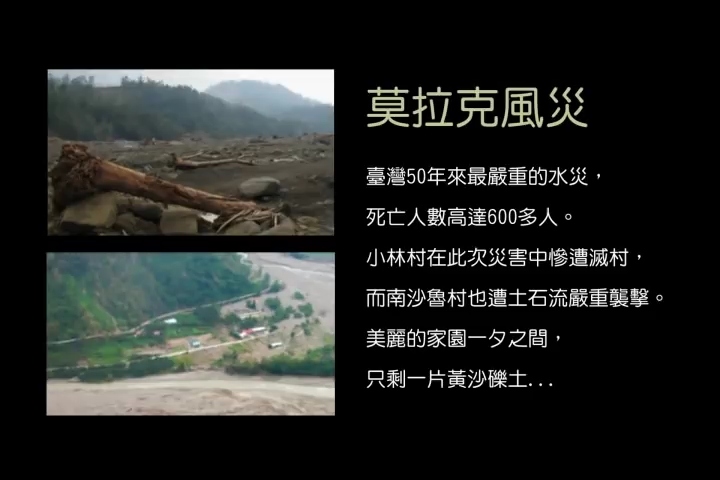 莫拉克風災
臺灣50年來最嚴重的水災，
死亡人數高達600多人。
小林村在此次災害中慘遭滅村，
而南沙魯村也遭土石流嚴重襲擊。
美麗的家園一夕之間，
只剩一片黃沙礫土...